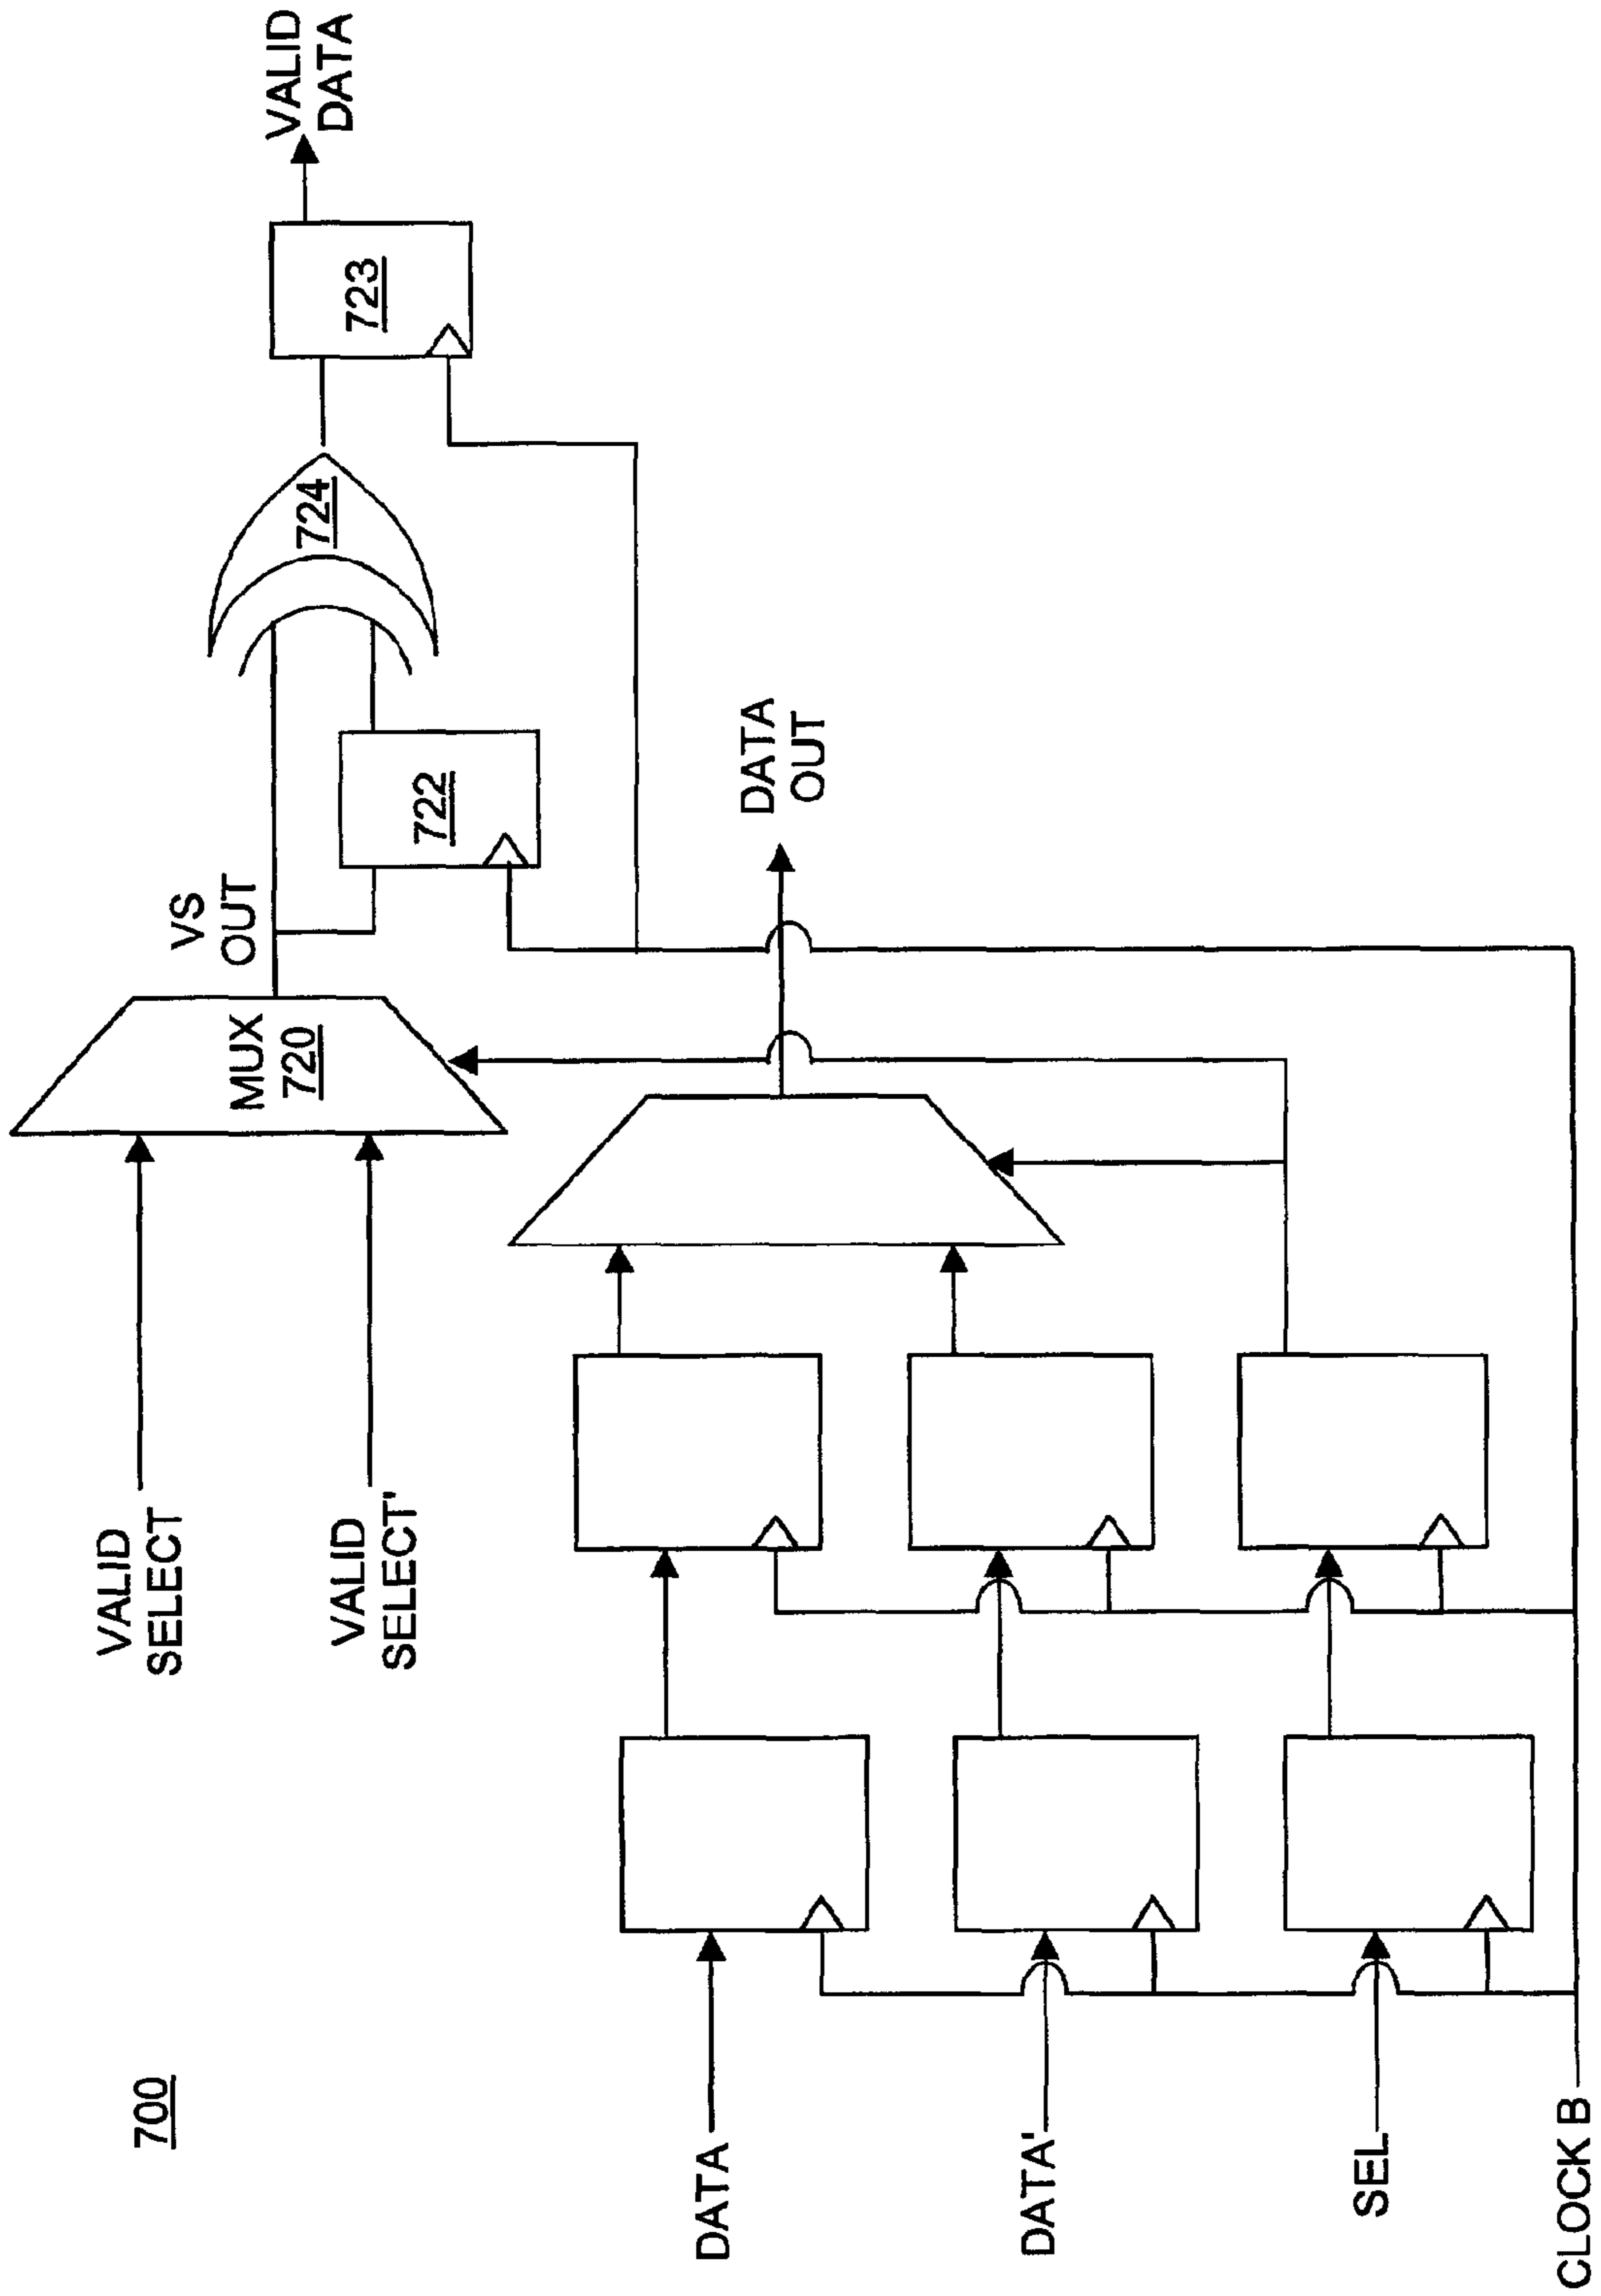 700
VALID
SELECT
VALID
SELECT'
MUX
720
VS
OUT
722
724
723
VALID
DATA
DATA
DATA'
SEL
CLOCK B
DATA
OUT